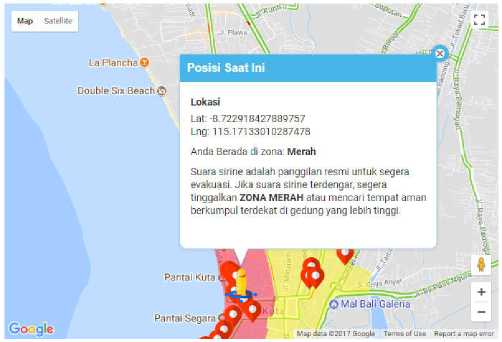 Map Satellite
Jl. Plawa
La Plancha
Double Six Beach
Posisi Saat Ini
Lokasi
Lat: -8.722918427889757
Lng: 115.17133010287478
Anda Berada di zona: Merah
Suara sirine adalah panggilan resmi untuk segera
evakuasi. Jika suara sirine terdengar, segera
tinggalkan ZONA MERAH atau mencari tempat aman
berkumpul terdekat di gedung yang lebih tinggi.
Pantai Kuta
Kuta
Pantai Segara
Mal Bali Galeria
+
−
Google
Map data ©2017 Google Terms of Use Report a map error